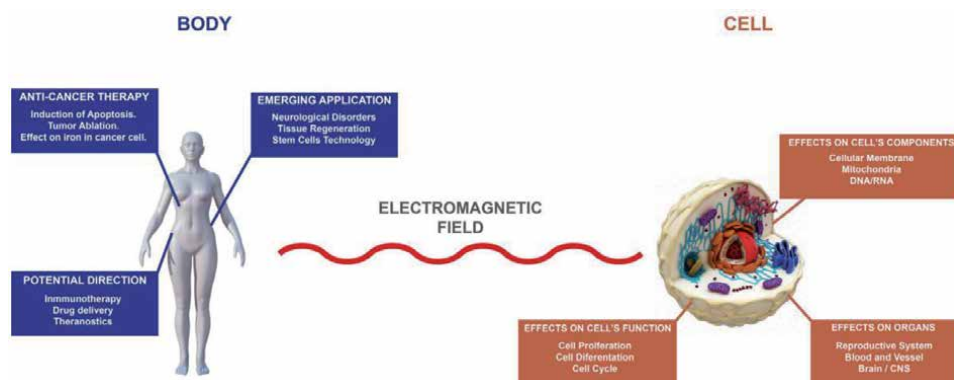 BODY
CELL
ANTI-CANCER THERAPY
Induction of Apoptosis.
Tumor Ablation.
Effect on iron in cancer cell.
EMERGING APPLICATION
Neurological Disorders
Tissue Regeneration
Stem Cells Technology
EFFECTS ON CELL'S COMPONENTS
Cellular Membrane
Mitochondria
DNA/RNA
ELECTROMAGNETIC
FIELD
POTENTIAL DIRECTION
Inmmunotherapy
Drug delivery
Theranostics
EFFECTS ON CELL'S FUNCTION
Cell Proliferation
Cell Diferentation
Cell Cycle
EFFECTS ON ORGANS
Reproductive System
Blood and Vessel
Brain / CNS